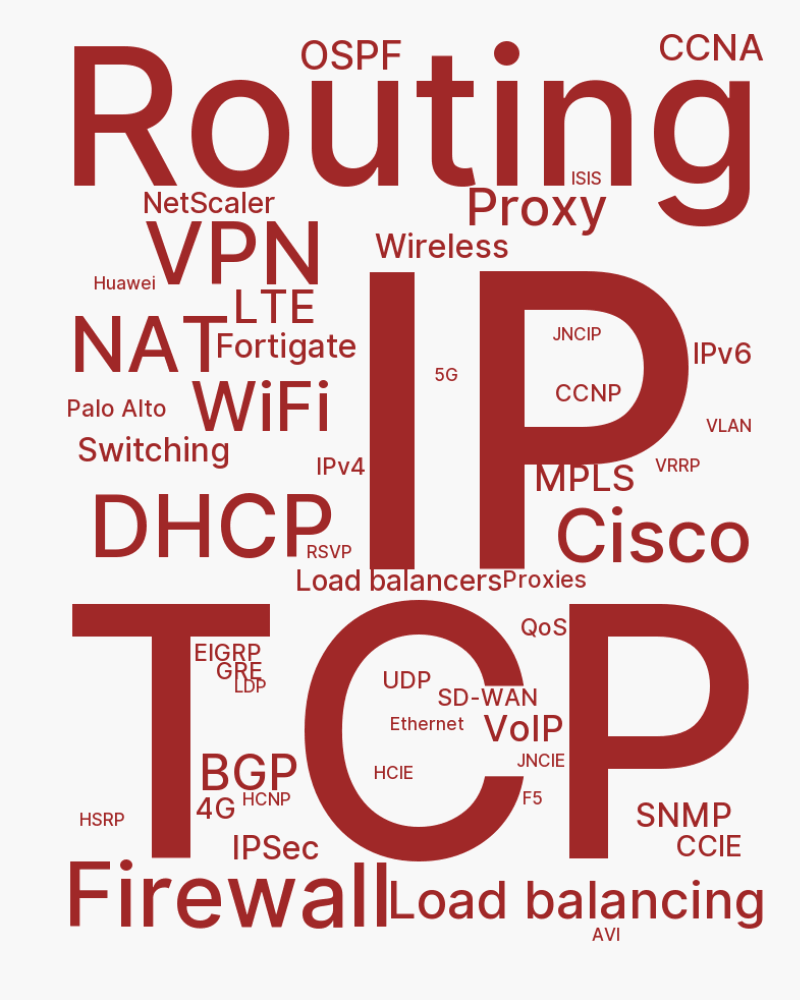 OSPF
CCNA
Routing
ISIS
NetScaler
Proxy
VPN
Wireless
Huawei
LTE
NAT
Fortigate
IP
JNCIP
IPv6
5G
CCNP
WiFi
Palo Alto
VLAN
Switching
IPv4
VRRP
MPLS
DHCP
Cisco
RSVP
Load balancers
Proxies
TCP
QoS
EIGRP
GRE
LDP
UDP
SD-WAN
Ethernet
VoIP
JNCIE
BGP
HCIE
HCNP
F5
4G
HSRP
SNMP
IPSec
CCIE
Firewall
Load balancing
AVI